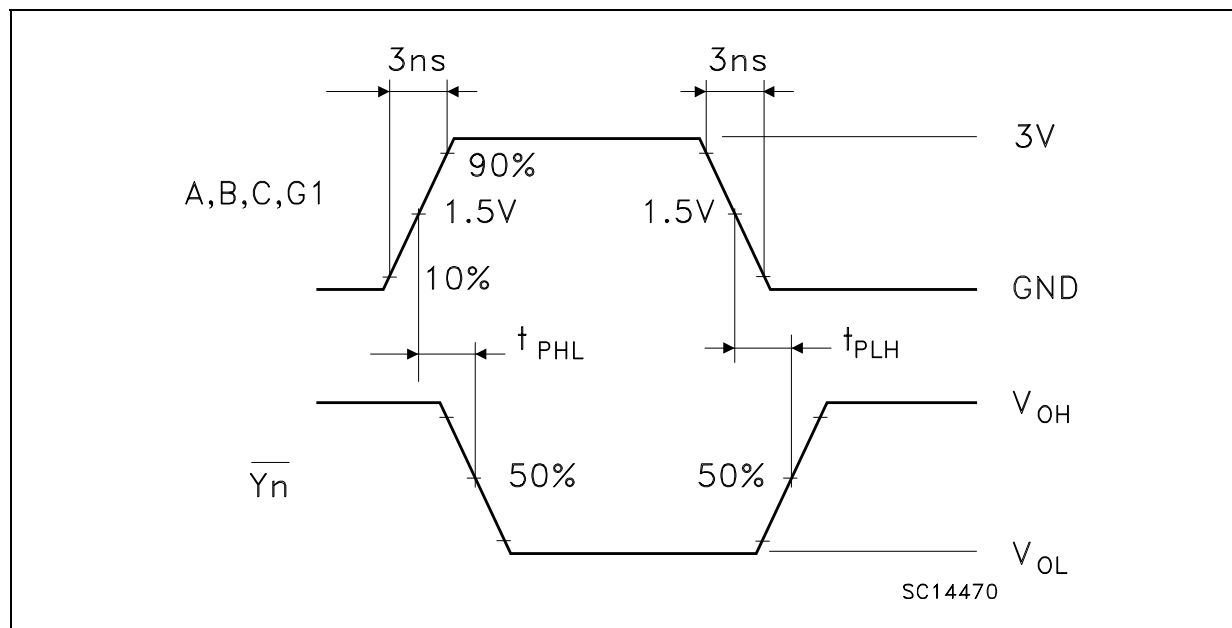 3ns 3ns
3V
90%
A,B,C,G1
1.5V 1.5V
10%
GND
t PHL tPLH
VOH
Yn
50% 50%
VOL
SC14470